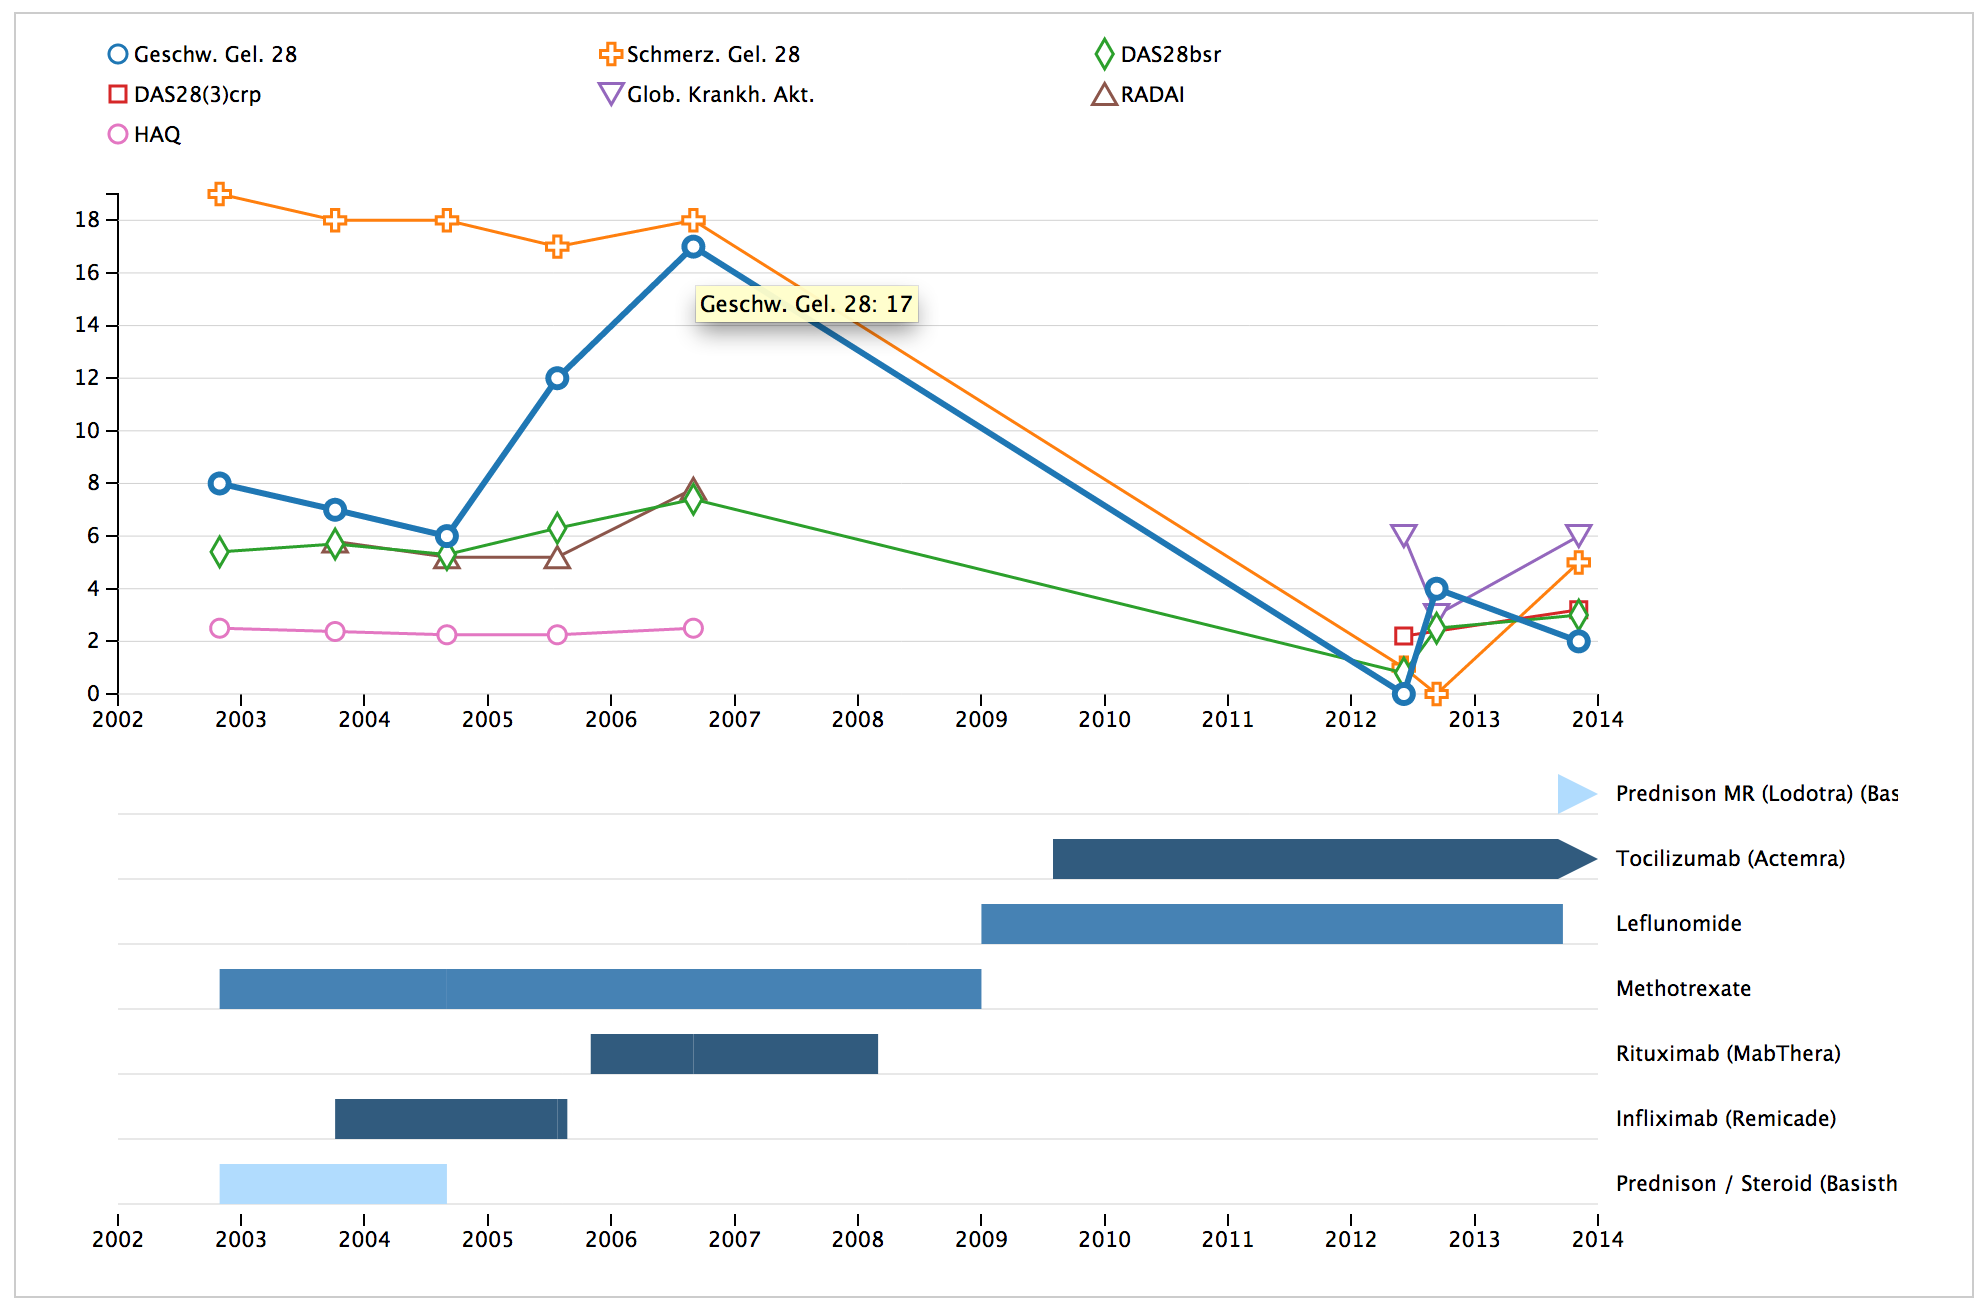 Geschw. Gel. 28 Schmerz. Gel. 28 DAS28bsr
DAS28(3)crp Glob. Krankh. Akt. RADAI
HAQ
18
16
14
12
10
8
6
4
2
0
Geschw. Gel. 28: 17
2002 2003 2004 2005 2006 2007 2008 2009 2010 2011 2012 2013 2014
Prednison MR (Lodotra) (Bas
Tocilizumab (Actemra)
Leflunomide
Methotrexate
Rituximab (MabThera)
Infliximab (Remicade)
Prednison / Steroid (Basisth
2002 2003 2004 2005 2006 2007 2008 2009 2010 2011 2012 2013 2014